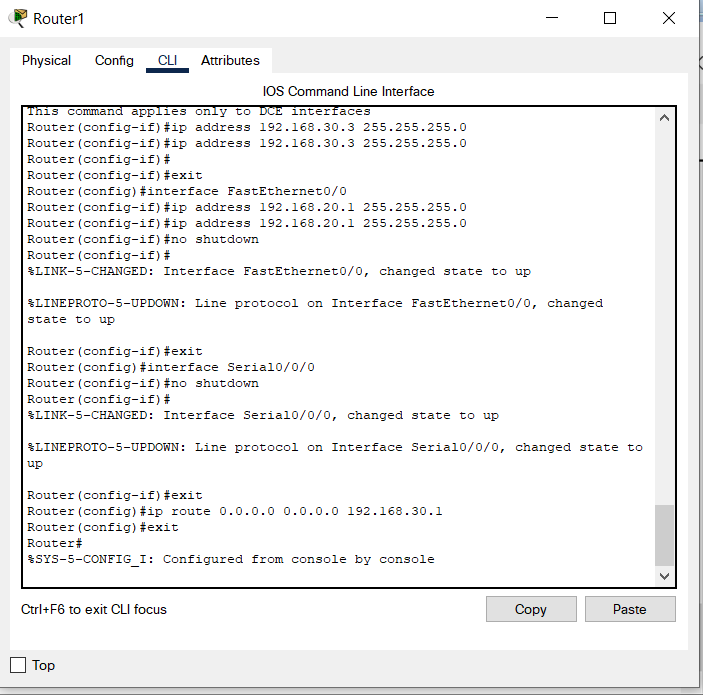 Router1
Physical Config CLI Attributes
IOS Command Line Interface
This command applies only to DCE interfaces
Router(config-if)#ip address 192.168.30.3 255.255.255.0
Router(config-if)#ip address 192.168.30.3 255.255.255.0
Router(config-if)#
Router(config-if)#exit
Router(config)#interface FastEthernet0/0
Router(config-if)#ip address 192.168.20.1 255.255.255.0
Router(config-if)#ip address 192.168.20.1 255.255.255.0
Router(config-if)#no shutdown
Router(config-if)#
%LINK-5-CHANGED: Interface FastEthernet0/0, changed state to up
%LINEPROTO-5-UPDOWN: Line protocol on Interface FastEthernet0/0, changed
state to up
Router(config-if)#exit
Router(config)#interface Serial0/0/0
Router(config-if)#no shutdown
Router(config-if)#
%LINK-5-CHANGED: Interface Serial0/0/0, changed state to up
%LINEPROTO-5-UPDOWN: Line protocol on Interface Serial0/0/0, changed state to
up
Router(config-if)#exit
Router(config)#ip route 0.0.0.0 0.0.0.0 192.168.30.1
Router(config)#exit
Router#
%SYS-5-CONFIG_I: Configured from console by console
Ctrl+F6 to exit CLI focus
Copy Paste
Top